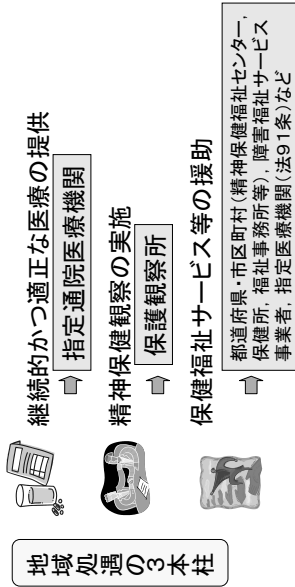 地域処遇の3本柱
継続的かつ適正な医療の提供
指定通院医療機関
精神保健観察の実施
保護観察所
保健福祉サービス等の援助
都道府県・市区町村(精神保健福祉センター,
保健所, 福祉事務所等), 障害福祉サービス
事業者, 指定医療機関(法91条)など